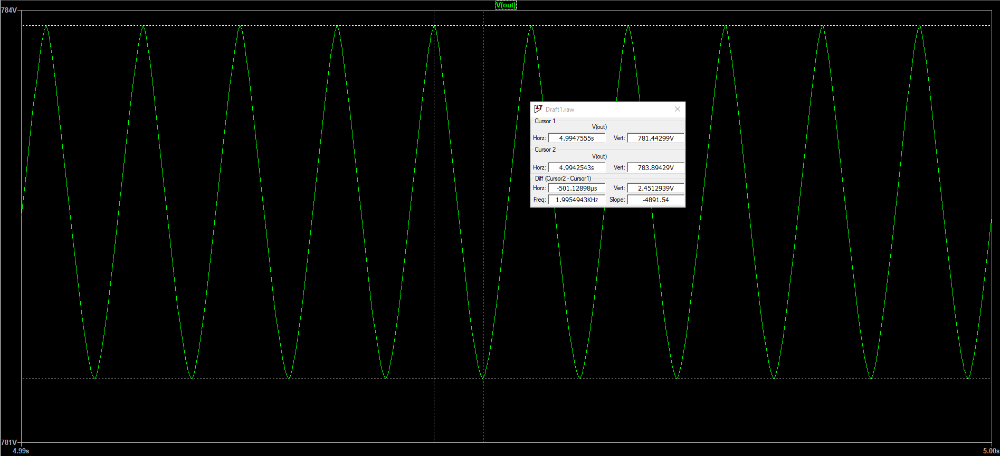 V(out)
784V
Draft1.raw
Cursor 1
V(out)
Horz: 4.9947555s Vert: 781.44299V
Cursor 2
V(out)
Horz: 4.9942543s Vert: 783.89429V
Diff (Cursor2 - Cursor1)
Horz: -501.12898µs Vert: 2.4512939V
Freq: 1.9954943KHz Slope: -4891.54
781V
4.99s 5.00s